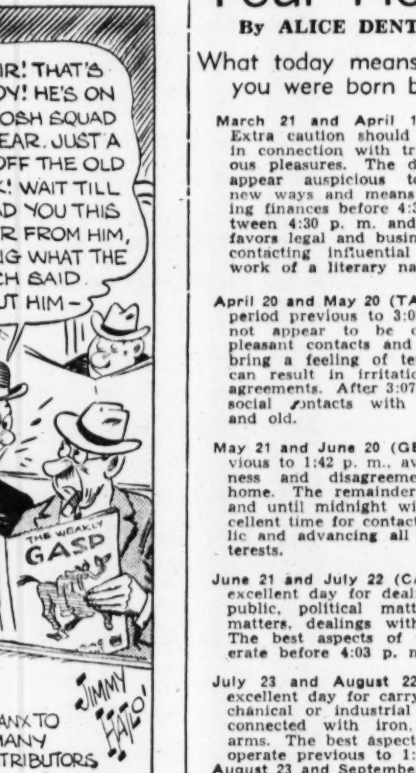 IR! THAT'S
DY! HE'S ON
OSH SQUAD
EAR. JUST A
OFF THE OLD
K! WAIT TILL
AD YOU THIS
R FROM HIM,
NG WHAT THE
CH SAID
UT HIM—
THE WEAKLY
GASP
JIMMY
HATLO
ANX TO
MANY
TRIBUTORS
By ALICE DENT
What today means
you were born b
March 21 and April 1
Extra caution should
in connection with tr
ous pleasures. The d
appear auspicious to
new ways and means
ing finances before 4:3
tween 4:30 p. m. and
favors legal and busin
contacting influential
work of a literary na
April 20 and May 20 (TA
period previous to 3:0
not appear to be c
pleasant contacts and
bring a feeling of te
can result in irritatio
agreements. After 3:07
social contacts with
and old.
May 21 and June 20 (GE
vious to 1:42 p. m., av
ness and disagreeme
home. The remainder
and until midnight wi
cellent time for contac
lic and advancing all
terests.
June 21 and July 22 (CA
excellent day for deali
public, political matt
matters, dealings with
The best aspects of
erate before 4:03 p. m
July 23 and August 22
excellent day for carry
chanical or industrial
connected with iron,
arms. The best aspect
operate previous to 1:
August 23 and Septembe